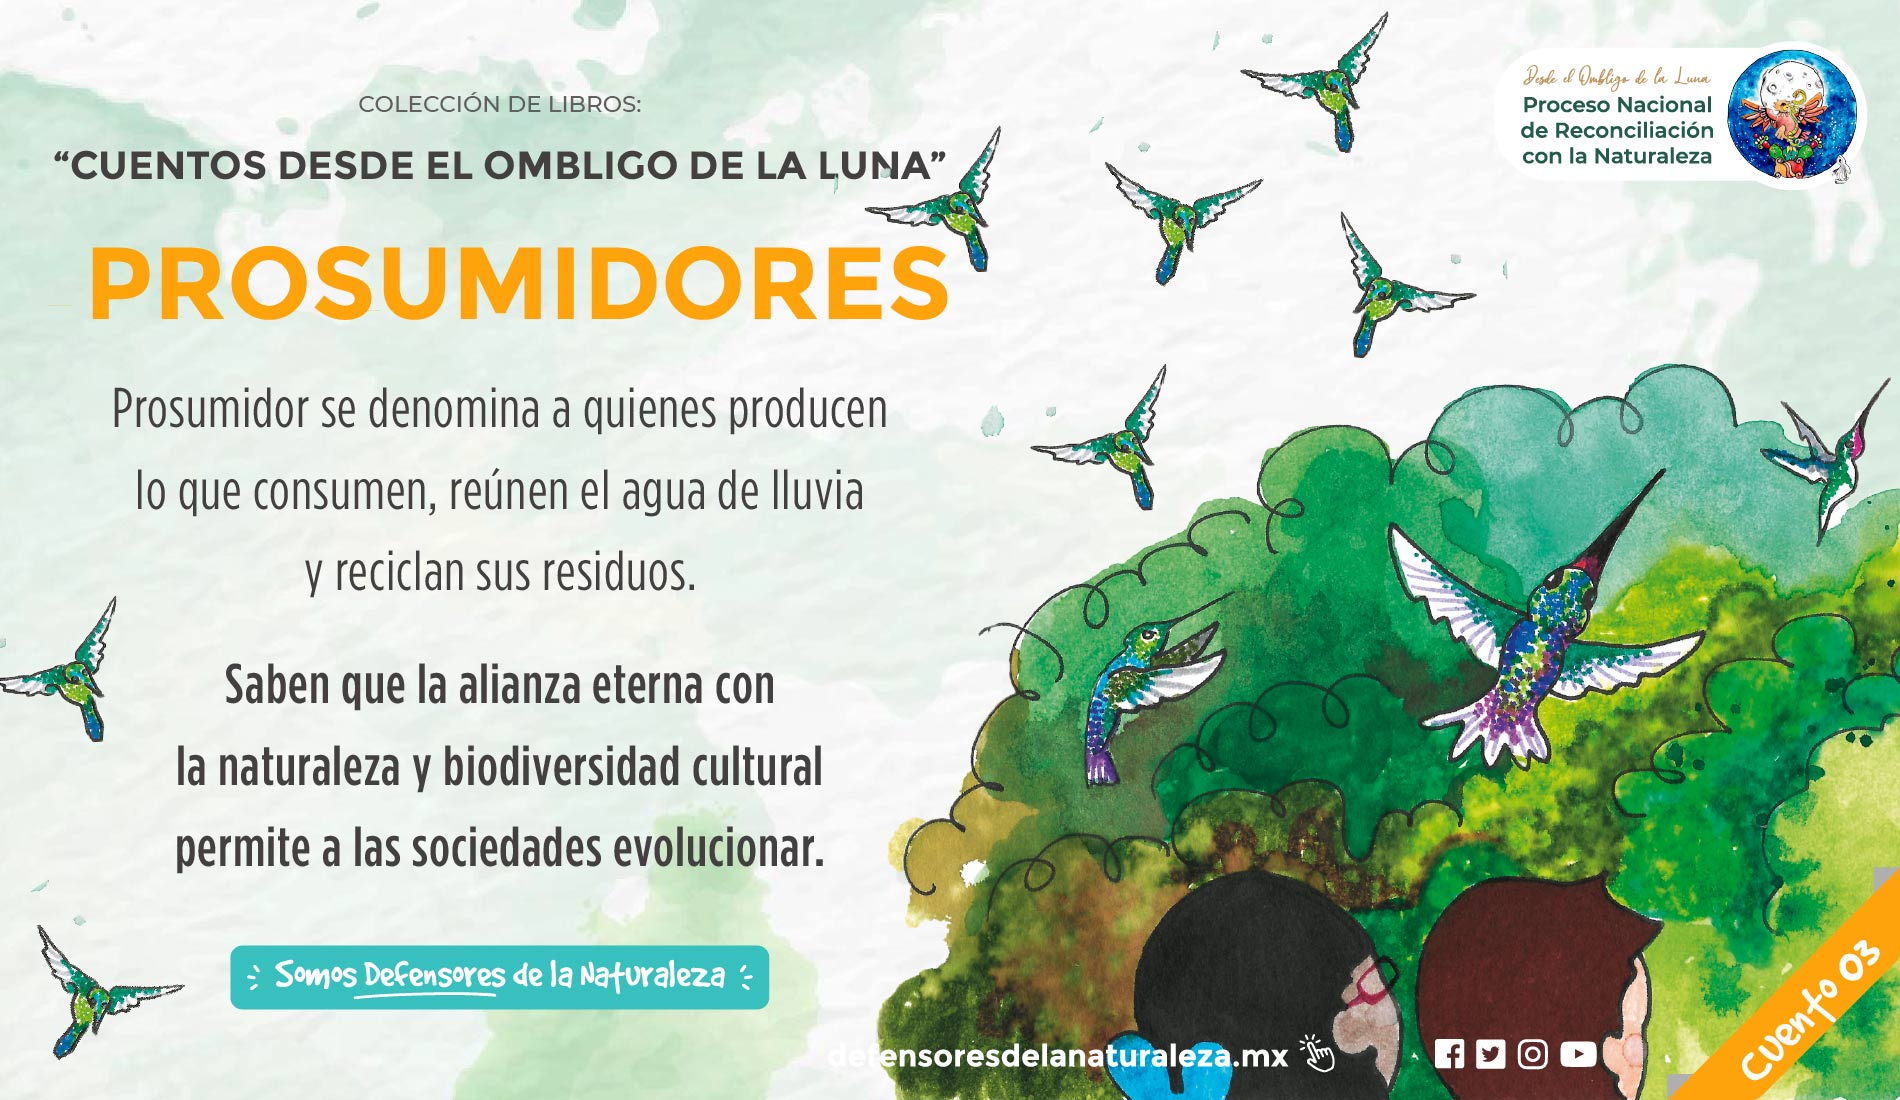 COLECCIÓN DE LIBROS:
“CUENTOS DESDE EL OMBLIGO DE LA LUNA”
PROSUMIDORES
Prosumidor se denomina a quienes producen
lo que consumen, reúnen el agua de lluvia
y reciclan sus residuos.
Saben que la alianza eterna con
la naturaleza y biodiversidad cultural
permite a las sociedades evolucionar.
Somos Defensores de la Naturaleza
Desde el Ombligo de la Luna
Proceso Nacional
de Reconciliación
con la Naturaleza
defensoresdelanaturaleza.mx
Cuento 03